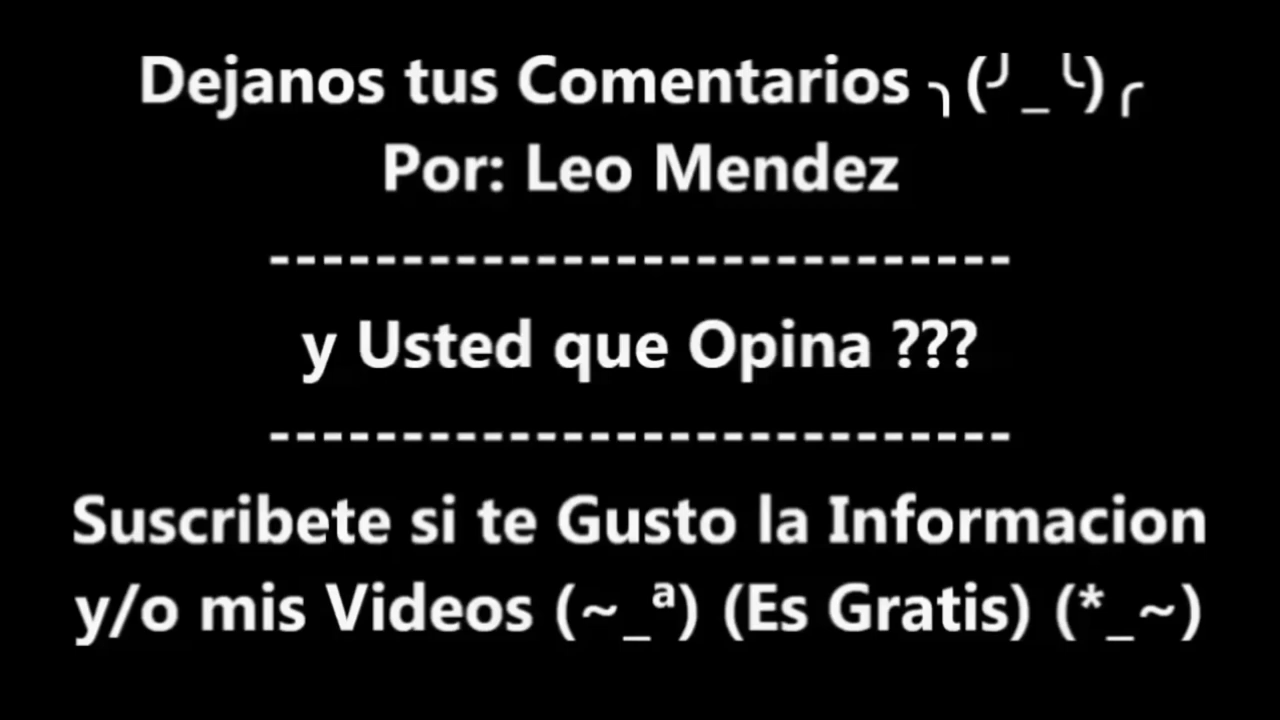 Dejanos tus Comentarios ╮(╯_╰)╭
Por: Leo Mendez
----------------------------
y Usted que Opina ???
----------------------------
Suscribete si te Gusto la Informacion
y/o mis Videos (~_ª) (Es Gratis) (*_~)